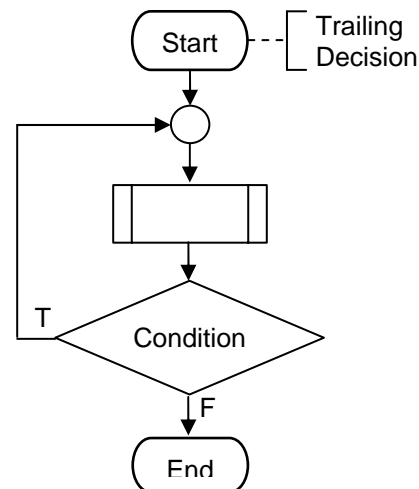 Start
Trailing
Decision
T
Condition
F
End